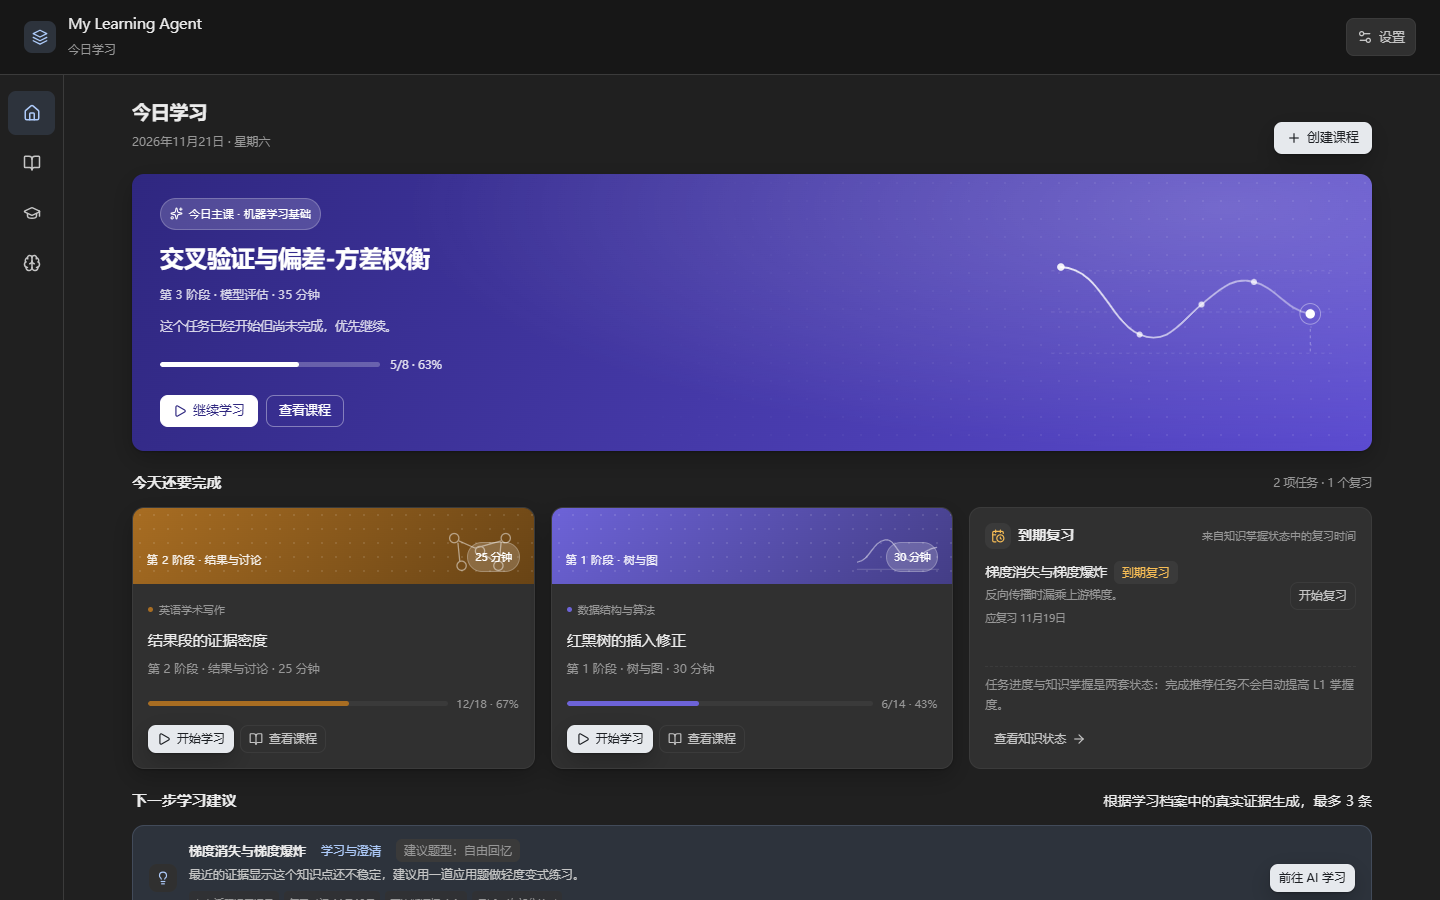 My Learning Agent
今日学习
设置
今日学习
2026年11月21日 · 星期六
创建课程
今日主课 · 机器学习基础
交叉验证与偏差-方差权衡
第 3 阶段 · 模型评估 · 35 分钟
这个任务已经开始但尚未完成，优先继续。
5/8 · 63%
继续学习
查看课程
今天还要完成
2 项任务 · 1 个复习
第 2 阶段 · 结果与讨论
25 分钟
英语学术写作
结果段的证据密度
第 2 阶段 · 结果与讨论 · 25 分钟
12/18 · 67%
开始学习
查看课程
第 1 阶段 · 树与图
30 分钟
数据结构与算法
红黑树的插入修正
第 1 阶段 · 树与图 · 30 分钟
6/14 · 43%
开始学习
查看课程
到期复习
来自知识掌握状态中的复习时间
梯度消失与梯度爆炸
到期复习
反向传播时漏乘上游梯度。
应复习 11月19日
开始复习
任务进度与知识掌握是两套状态：完成推荐任务不会自动提高 L1 掌握
度。
查看知识状态
下一步学习建议
根据学习档案中的真实证据生成，最多 3 条
梯度消失与梯度爆炸
学习与澄清
建议题型：自由回忆
最近的证据显示这个知识点还不稳定，建议用一道应用题做轻度变式练习。
前往 AI 学习